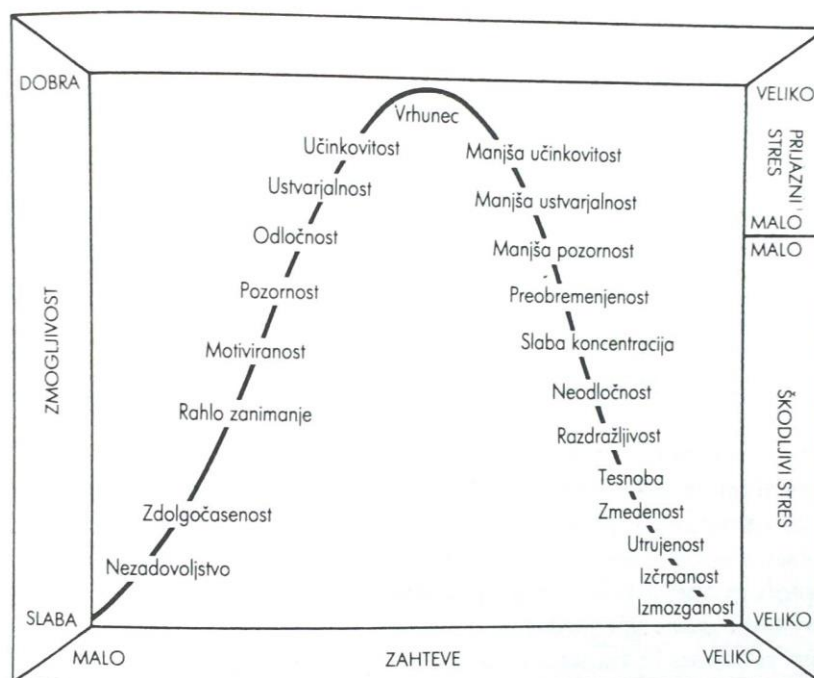 DOBRA
ZMOGLJIVOST
SLABA
MALO
ZAHTEVE
VELIKO
Nezadovoljstvo
Zdolgočasenost
Rahlo zanimanje
Motiviranost
Pozornost
Odločnost
Ustvarjalnost
Učinkovitost
Vrhunec
Manjša učinkovitost
Manjša ustvarjalnost
Manjša pozornost
Preobremenjenost
Slaba koncentracija
Neodločnost
Razdražljivost
Tesnoba
Zmedenost
Utrujenost
Izčrpanost
Izmozganost
VELIKO
PRIJAZNI
STRES
MALO
MALO
ŠKODLJIVI STRES
VELIKO